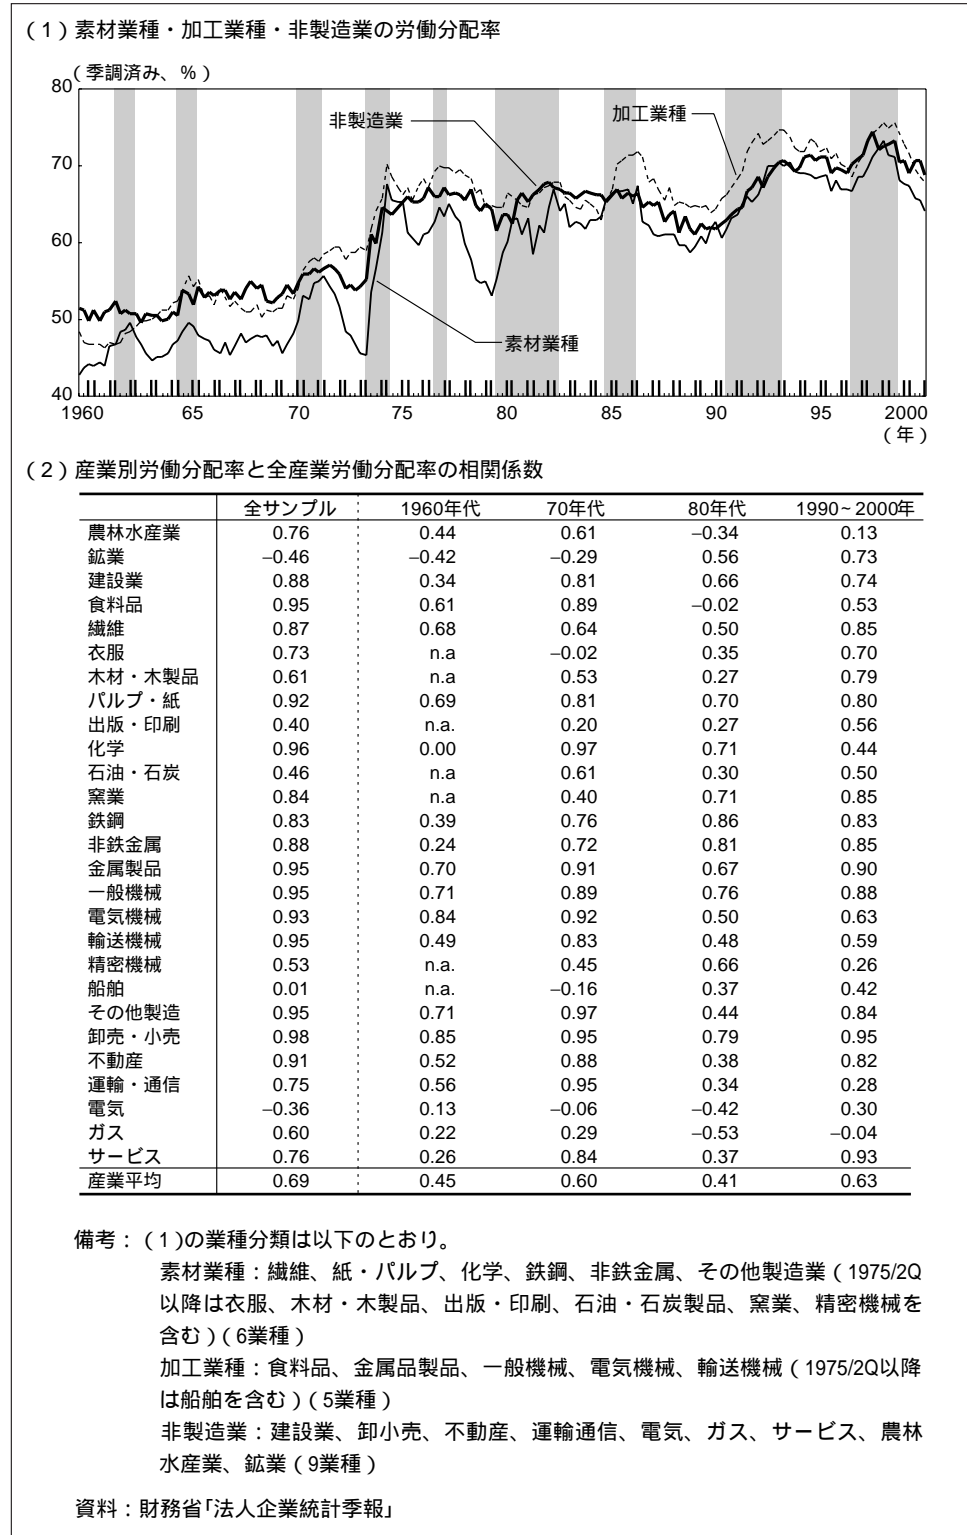 （1）素材業種・加工業種・非製造業の労働分配率
（季調済み、％）
80
70
60
50
40
非製造業
加工業種
素材業種
1960 65 70 75 80 85 90 95 2000
（年）
（2）産業別労働分配率と全産業労働分配率の相関係数
全サンプル 1960年代 70年代 80年代 1990~2000年
農林水産業 0.76 0.44 0.61 −0.34 0.13
鉱業 −0.46 −0.42 −0.29 0.56 0.73
建設業 0.88 0.34 0.81 0.66 0.74
食料品 0.95 0.61 0.89 −0.02 0.53
繊維 0.87 0.68 0.64 0.50 0.85
衣服 0.73 n.a −0.02 0.35 0.70
木材・木製品 0.61 n.a 0.53 0.27 0.79
パルプ・紙 0.92 0.69 0.81 0.70 0.80
出版・印刷 0.40 n.a. 0.20 0.27 0.56
化学 0.96 0.00 0.97 0.71 0.44
石油・石炭 0.46 n.a 0.61 0.30 0.50
窯業 0.84 n.a 0.40 0.71 0.85
鉄鋼 0.83 0.39 0.76 0.86 0.83
非鉄金属 0.88 0.24 0.72 0.81 0.85
金属製品 0.95 0.70 0.91 0.67 0.90
一般機械 0.95 0.71 0.89 0.76 0.88
電気機械 0.93 0.84 0.92 0.50 0.63
輸送機械 0.95 0.49 0.83 0.48 0.59
精密機械 0.53 n.a. 0.45 0.66 0.26
船舶 0.01 n.a. −0.16 0.37 0.42
その他製造 0.95 0.71 0.97 0.44 0.84
卸売・小売 0.98 0.85 0.95 0.79 0.95
不動産 0.91 0.52 0.88 0.38 0.82
運輸・通信 0.75 0.56 0.95 0.34 0.28
電気 −0.36 0.13 −0.06 −0.42 0.30
ガス 0.60 0.22 0.29 −0.53 −0.04
サービス 0.76 0.26 0.84 0.37 0.93
産業平均 0.69 0.45 0.60 0.41 0.63
備考：（1）の業種分類は以下のとおり。
素材業種：繊維、紙・パルプ、化学、鉄鋼、非鉄金属、その他製造業（1975/2Q
以降は衣服、木材・木製品、出版・印刷、石油・石炭製品、窯業、精密機械を
含む）（6業種）
加工業種：食料品、金属品製品、一般機械、電気機械、輸送機械（1975/2Q以降
は船舶を含む）（5業種）
非製造業：建設業、卸小売、不動産、運輸通信、電気、ガス、サービス、農林
水産業、鉱業（9業種）
資料：財務省｢法人企業統計季報｣